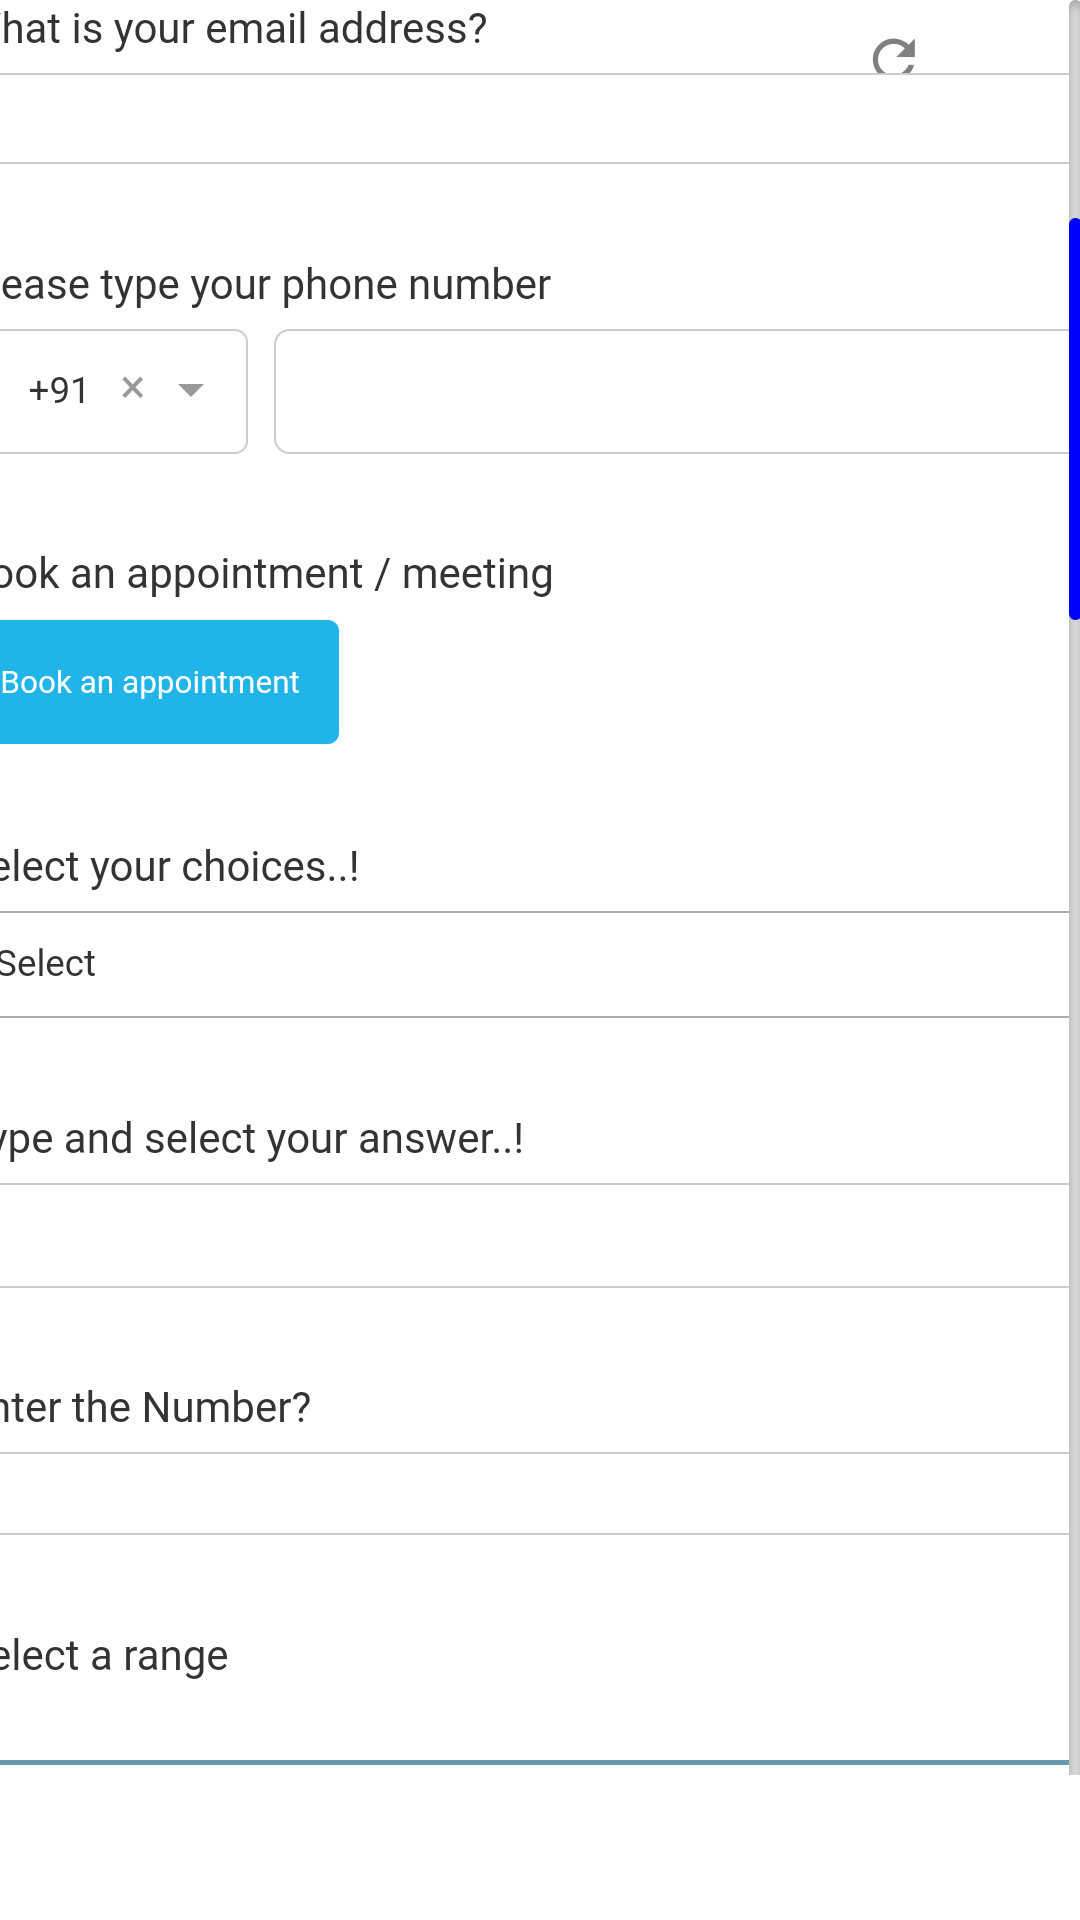 hat is your email address?
ease type your phone number
+91
ook an appointment / meeting
Book an appointment
elect your choices..!
Select
ype and select your answer..!
nter the Number?
elect a range